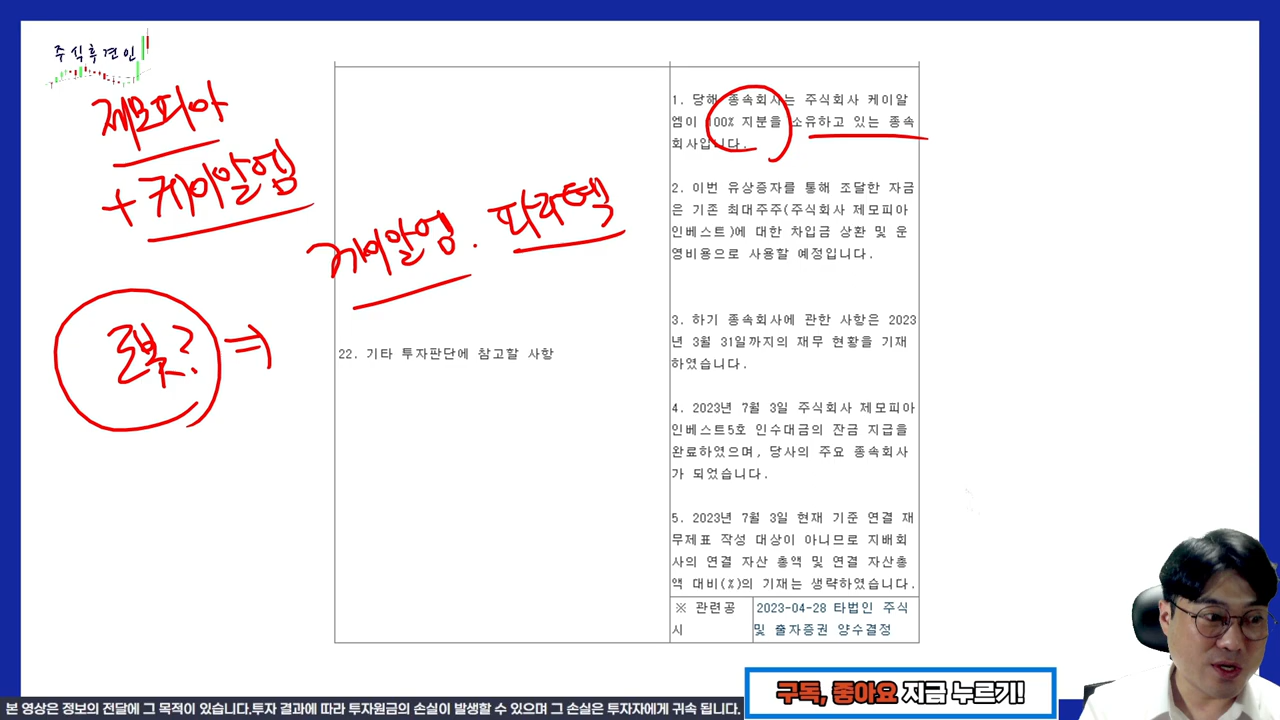 주식후견인
제모피아
+ 케이알엠
케이알엠. 파라텍
로봇? ⇒
1. 당해 종속회사는 주식회사 케이알
엠이 100% 지분을 소유하고 있는 종속
회사입니다.
2. 이번 유상증자를 통해 조달한 자금
은 기존 최대주주(주식회사 제모피아
인베스트)에 대한 차입금 상환 및 운
영비용으로 사용할 예정입니다.
3. 하기 종속회사에 관한 사항은 2023
년 3월 31일까지의 재무 현황을 기재
하였습니다.
22. 기타 투자판단에 참고할 사항
4. 2023년 7월 3일 주식회사 제모피아
인베스트5호 인수대금의 잔금 지급을
완료하였으며, 당사의 주요 종속회사
가 되었습니다.
5. 2023년 7월 3일 현재 기준 연결 재
무제표 작성 대상이 아니므로 지배회
사의 연결 자산 총액 및 연결 자산총
액 대비(%)의 기재는 생략하였습니다.
※ 관련공
시
2023-04-28 타법인 주식
및 출자증권 양수결정
구독, 좋아요 지금 누르기!
본 영상은 정보의 전달에 그 목적이 있습니다.투자 결과에 따라 투자원금의 손실이 발생할 수 있으며 그 손실은 투자자에게 귀속 됩니다.